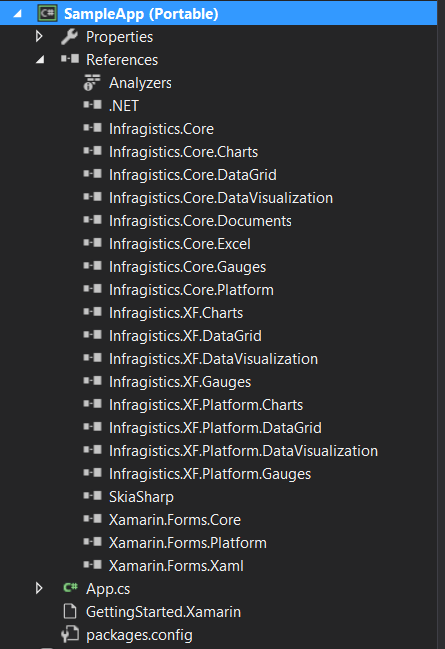 C# SampleApp (Portable)
Properties
References
Analyzers
.NET
Infragistics.Core
Infragistics.Core.Charts
Infragistics.Core.DataGrid
Infragistics.Core.DataVisualization
Infragistics.Core.Documents
Infragistics.Core.Excel
Infragistics.Core.Gauges
Infragistics.Core.Platform
Infragistics.XF.Charts
Infragistics.XF.DataGrid
Infragistics.XF.DataVisualization
Infragistics.XF.Gauges
Infragistics.XF.Platform.Charts
Infragistics.XF.Platform.DataGrid
Infragistics.XF.Platform.DataVisualization
Infragistics.XF.Platform.Gauges
SkiaSharp
Xamarin.Forms.Core
Xamarin.Forms.Platform
Xamarin.Forms.Xaml
C# App.cs
GettingStarted.Xamarin
packages.config